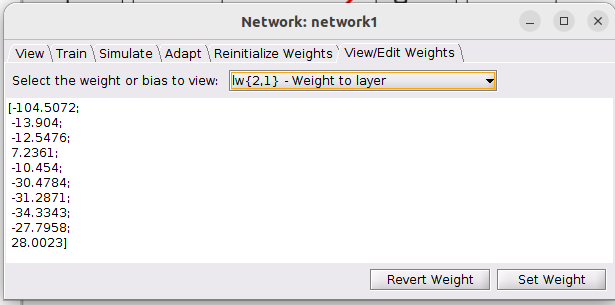 Network: network1
View Train Simulate Adapt Reinitialize Weights View/Edit Weights
Select the weight or bias to view: lw{2,1} - Weight to layer
[-104.5072;
-13.904;
-12.5476;
7.2361;
-10.454;
-30.4784;
-31.2871;
-34.3343;
-27.7958;
28.0023]
Revert Weight Set Weight